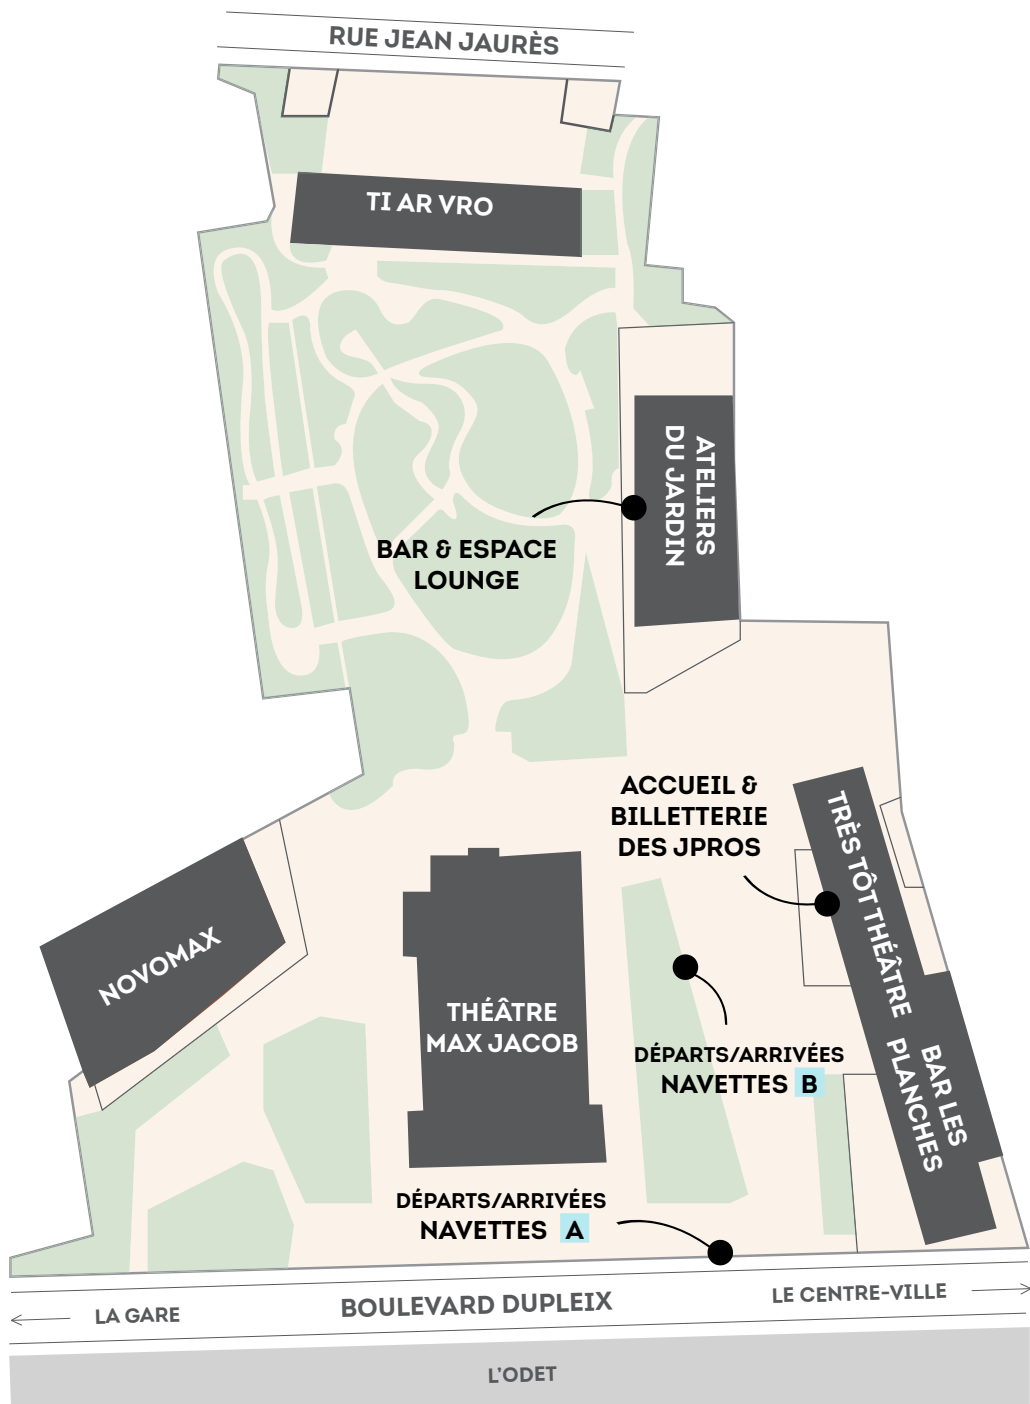 RUE JEAN JAURÈS
TI AR VRO
ATELIERS
DU JARDIN
BAR & ESPACE
LOUNGE
ACCUEIL &
BILLETTERIE
DES JPROS
TRÈS TÔT THÉÂTRE
NOVOMAX
THÉÂTRE
MAX JACOB
DÉPARTS/ARRIVÉES
NAVETTES B
BAR LES
PLANCHES
DÉPARTS/ARRIVÉES
NAVETTES A
LA GARE
BOULEVARD DUPLEIX
LE CENTRE-VILLE
L'ODET